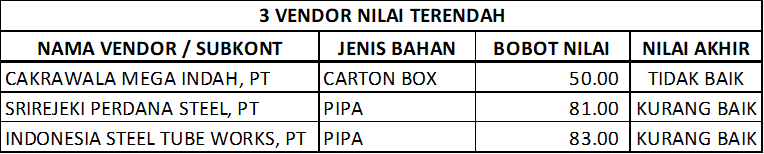 3 VENDOR NILAI TERENDAH
NAMA VENDOR / SUBKONT JENIS BAHAN BOBOT NILAI NILAI AKHIR
CAKRAWALA MEGA INDAH, PT CARTON BOX 50.00 TIDAK BAIK
SRIREJEKI PERDANA STEEL, PT PIPA 81.00 KURANG BAIK
INDONESIA STEEL TUBE WORKS, PT PIPA 83.00 KURANG BAIK